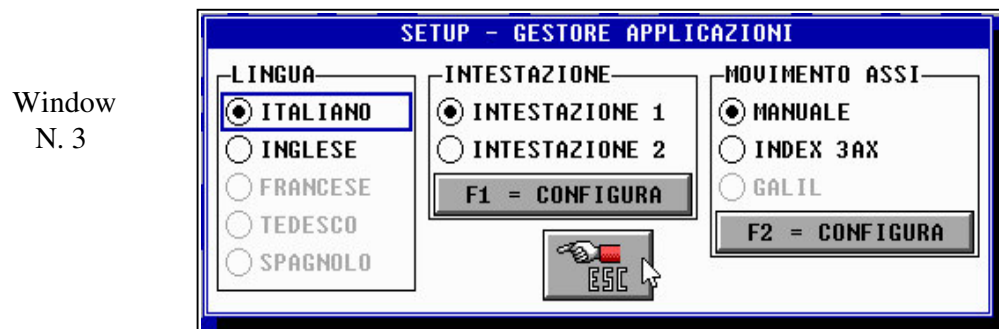 Window
N. 3
SETUP - GESTORE APPLICAZIONI
LINGUA
ITALIANO
INGLESE
FRANCESE
TEDESCO
SPAGNOLO
INTESTAZIONE
INTESTAZIONE 1
INTESTAZIONE 2
F1 = CONFIGURA
ESC
MOVIMENTO ASSI
MANUALE
INDEX 3AX
GALIL
F2 = CONFIGURA